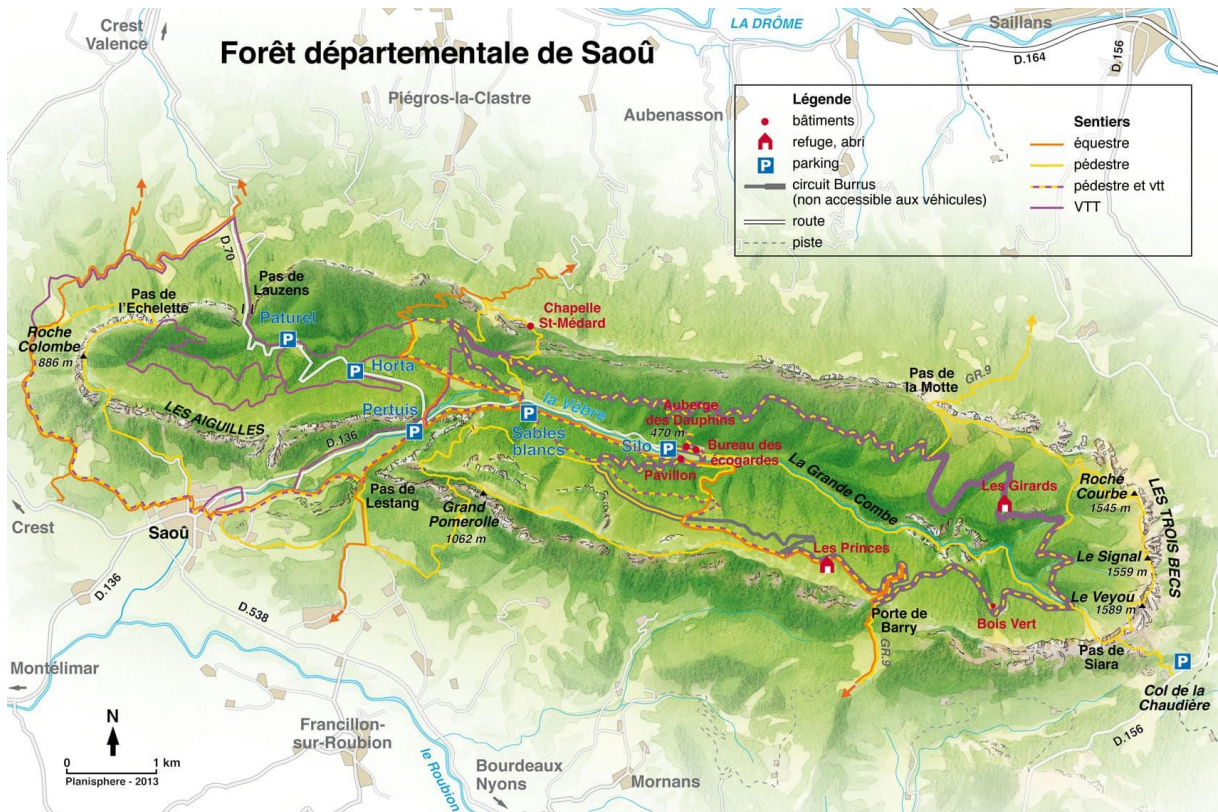 Forêt départementale de Saoû
Crest
Valence
LA DRÔME
Saillans
D.164
D.156
Piégros-la-Clastre
Aubenasson
Légende
bâtiments
refuge, abri
P
parking
circuit Burrus
(non accessible aux véhicules)
route
piste
Sentiers
équestre
pédestre
pédestre et vtt
VTT
D.70
Pas de
Lauzens
Pas de
l'Echelette
Paturel
P
Roche
Colombe
886 m
Chapelle
St-Médard
P
Horta
Pertuis
P
LES AIGUILLES
D.136
la Vèbre
P
Sables
blancs
Auberge
des Dauphins
470 m
Silo
P
Bureau des
écogardes
Pavillon
Pas de
la Motte
GR.9
La Grande Combe
Les Girards
Roche
Courbe
1545 m
LES TROIS BECS
Le Signal
1559 m
Le Veyou
1589 m
Pas de
Lestang
Grand
Pomerolle
1062 m
Les Princes
Porte de
Barry
GR.9
Bois Vert
Pas de
Siara
P
Col de la
Chaudière
D.156
Crest
Saoû
D.136
D.538
Montélimar
N
0 1 km
Planisphere - 2013
Francillon-
sur-Roubion
le Roubion
Bourdeaux
Nyons
Mornans